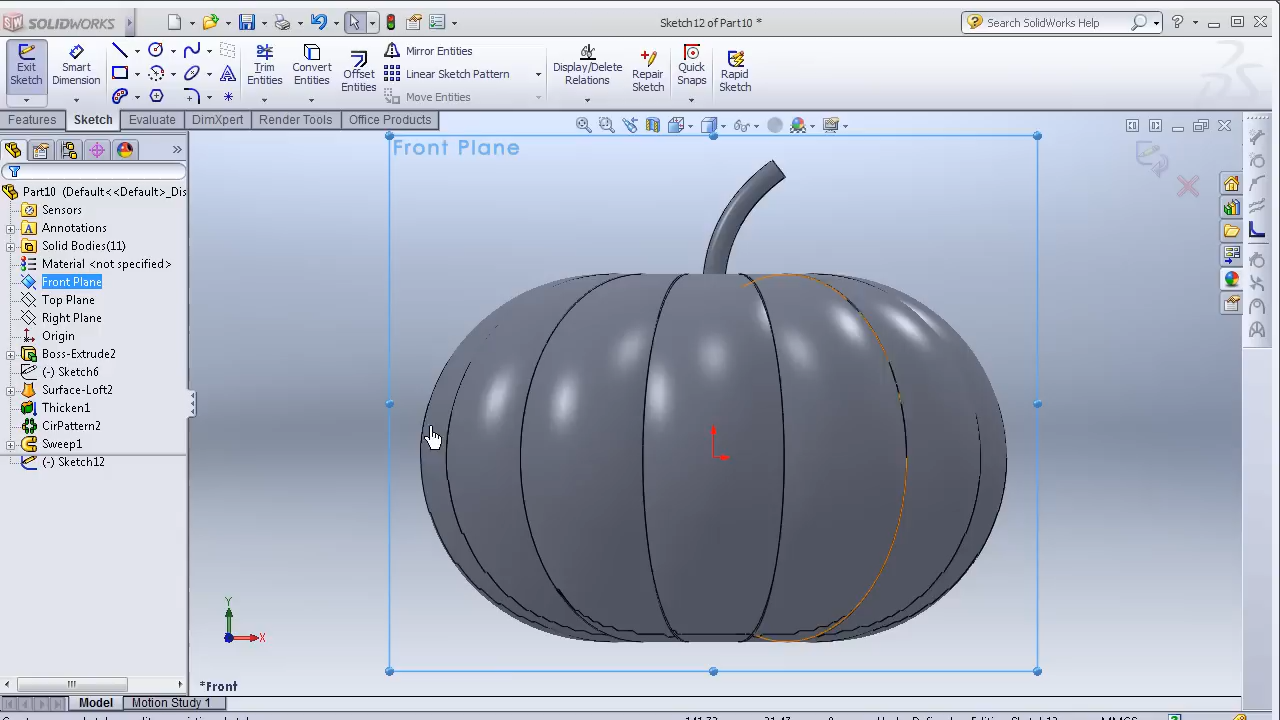 SOLIDWORKS
Sketch12 of Part10 *
Search SolidWorks Help
Exit Sketch
Smart Dimension
Trim Entities
Convert Entities
Offset Entities
Mirror Entities
Linear Sketch Pattern
Move Entities
Display/Delete Relations
Repair Sketch
Quick Snaps
Rapid Sketch
Features
Sketch
Evaluate
DimXpert
Render Tools
Office Products
Front Plane
Part10 (Default<<Default>_Dis
Sensors
Annotations
Solid Bodies(11)
Material <not specified>
Front Plane
Top Plane
Right Plane
Origin
Boss-Extrude2
(-) Sketch6
Surface-Loft2
Thicken1
CirPattern2
Sweep1
(-) Sketch12
Y
X
*Front
Model
Motion Study 1